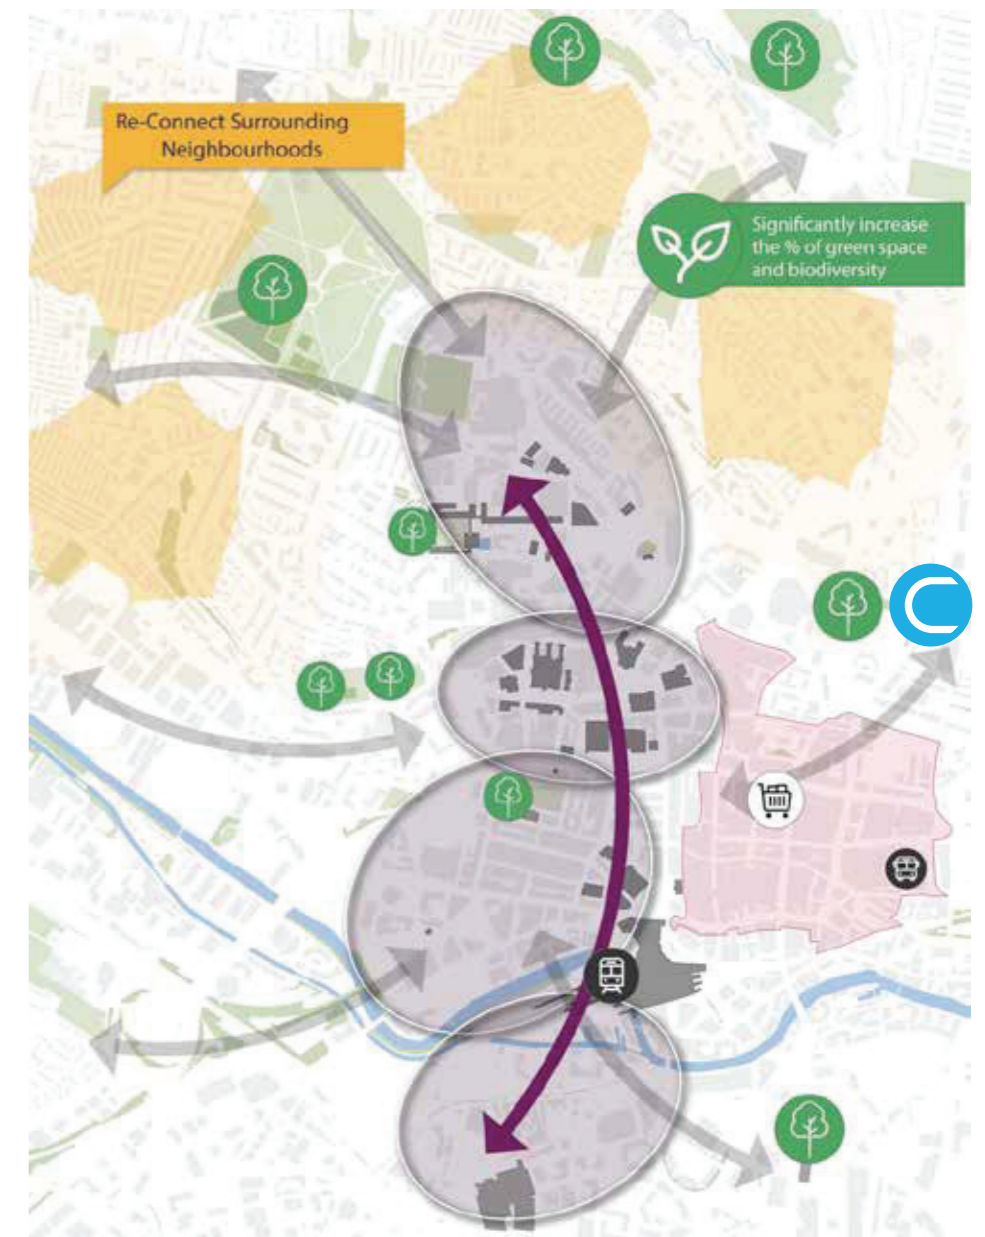 Re-Connect Surrounding
Neighbourhoods
Significantly increase
the % of green space
and biodiversity